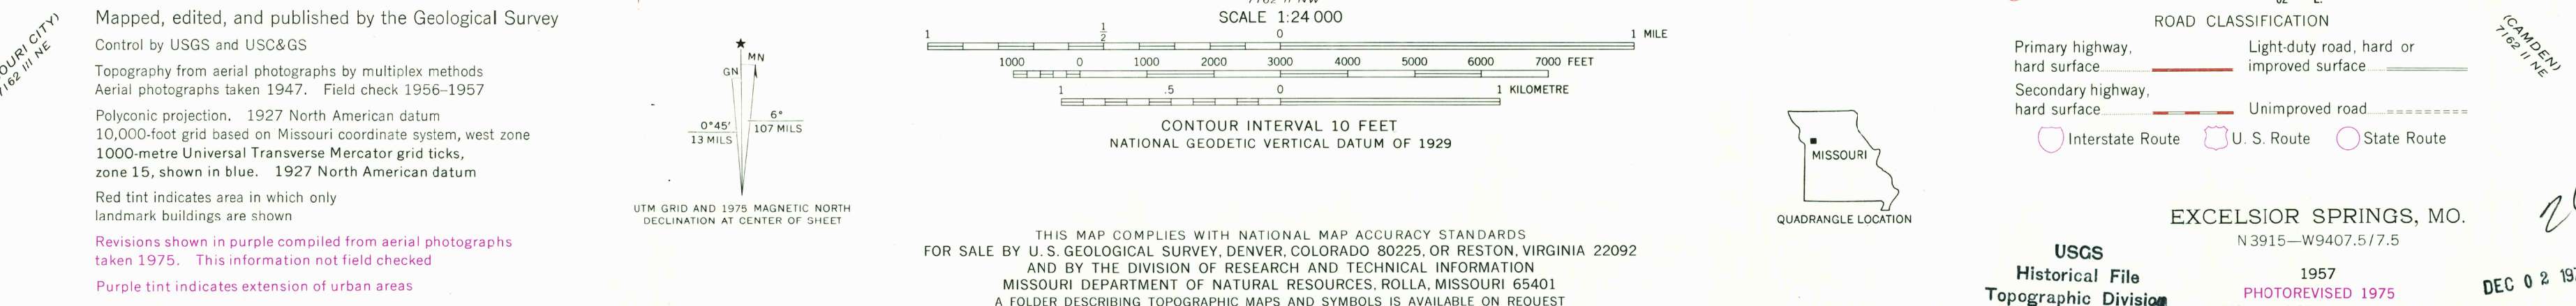 OURI CITY)
7162 III NE
Mapped, edited, and published by the Geological Survey
Control by USGS and USC&GS
Topography from aerial photographs by multiplex methods
Aerial photographs taken 1947. Field check 1956–1957
Polyconic projection. 1927 North American datum
10,000-foot grid based on Missouri coordinate system, west zone
1000-metre Universal Transverse Mercator grid ticks,
zone 15, shown in blue. 1927 North American datum
Red tint indicates area in which only
landmark buildings are shown
Revisions shown in purple compiled from aerial photographs
taken 1975. This information not field checked
Purple tint indicates extension of urban areas
★
MN
GN
0°45′
13 MILS
6°
107 MILS
UTM GRID AND 1975 MAGNETIC NORTH
DECLINATION AT CENTER OF SHEET
SCALE 1:24 000
1 1/2 0 1 MILE
1000 0 1000 2000 3000 4000 5000 6000 7000 FEET
1 .5 0 1 KILOMETRE
CONTOUR INTERVAL 10 FEET
NATIONAL GEODETIC VERTICAL DATUM OF 1929
THIS MAP COMPLIES WITH NATIONAL MAP ACCURACY STANDARDS
FOR SALE BY U. S. GEOLOGICAL SURVEY, DENVER, COLORADO 80225, OR RESTON, VIRGINIA 22092
AND BY THE DIVISION OF RESEARCH AND TECHNICAL INFORMATION
MISSOURI DEPARTMENT OF NATURAL RESOURCES, ROLLA, MISSOURI 65401
A FOLDER DESCRIBING TOPOGRAPHIC MAPS AND SYMBOLS IS AVAILABLE ON REQUEST
MISSOURI
QUADRANGLE LOCATION
ROAD CLASSIFICATION
Primary highway,
hard surface
Light-duty road, hard or
improved surface
Secondary highway,
hard surface
Unimproved road
Interstate Route U. S. Route State Route
(CAMDEN)
7162 II NE
EXCELSIOR SPRINGS, MO.
N3915—W9407.5/7.5
1957
PHOTOREVISED 1975
USGS
Historical File
Topographic Division
DEC 02 19